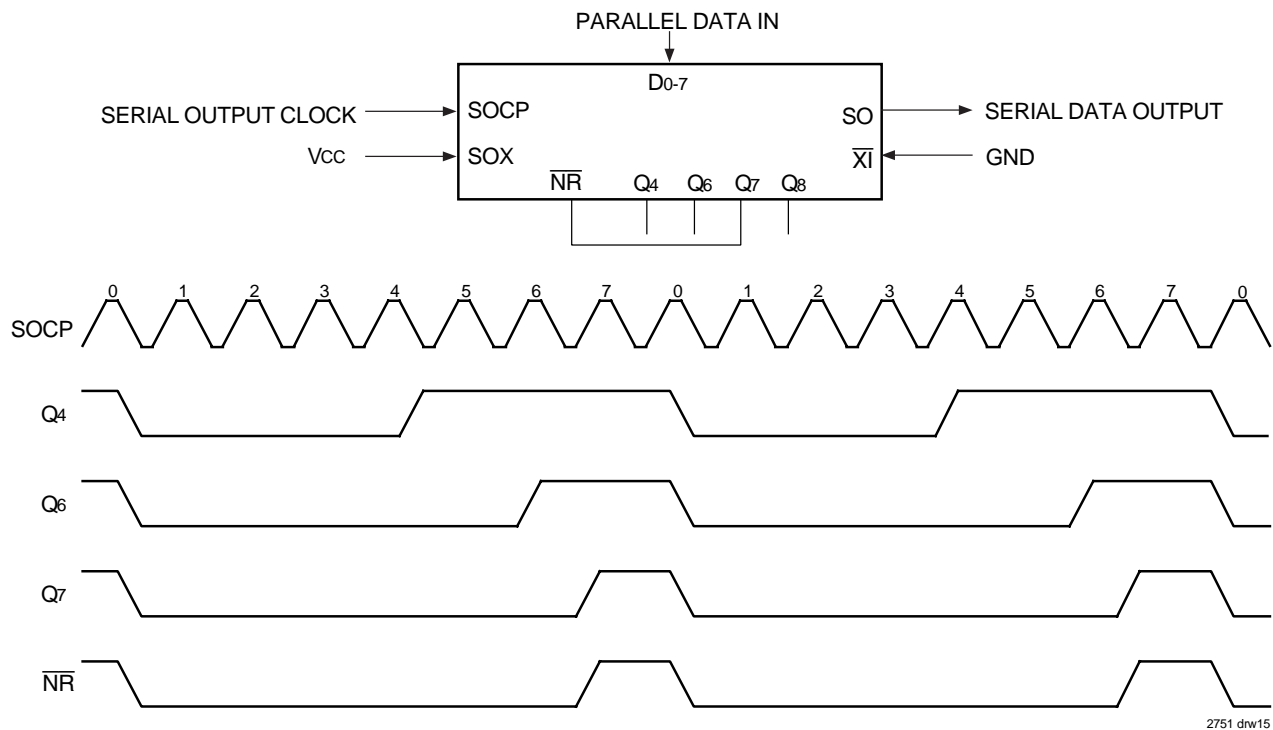 PARALLEL DATA IN
D0-7
SERIAL OUTPUT CLOCK
SOCP
SO
SERIAL DATA OUTPUT
VCC
SOX
XI
GND
NR Q4 Q6 Q7 Q8
0 1 2 3 4 5 6 7 0 1 2 3 4 5 6 7 0
SOCP
Q4
Q6
Q7
NR
2751 drw15